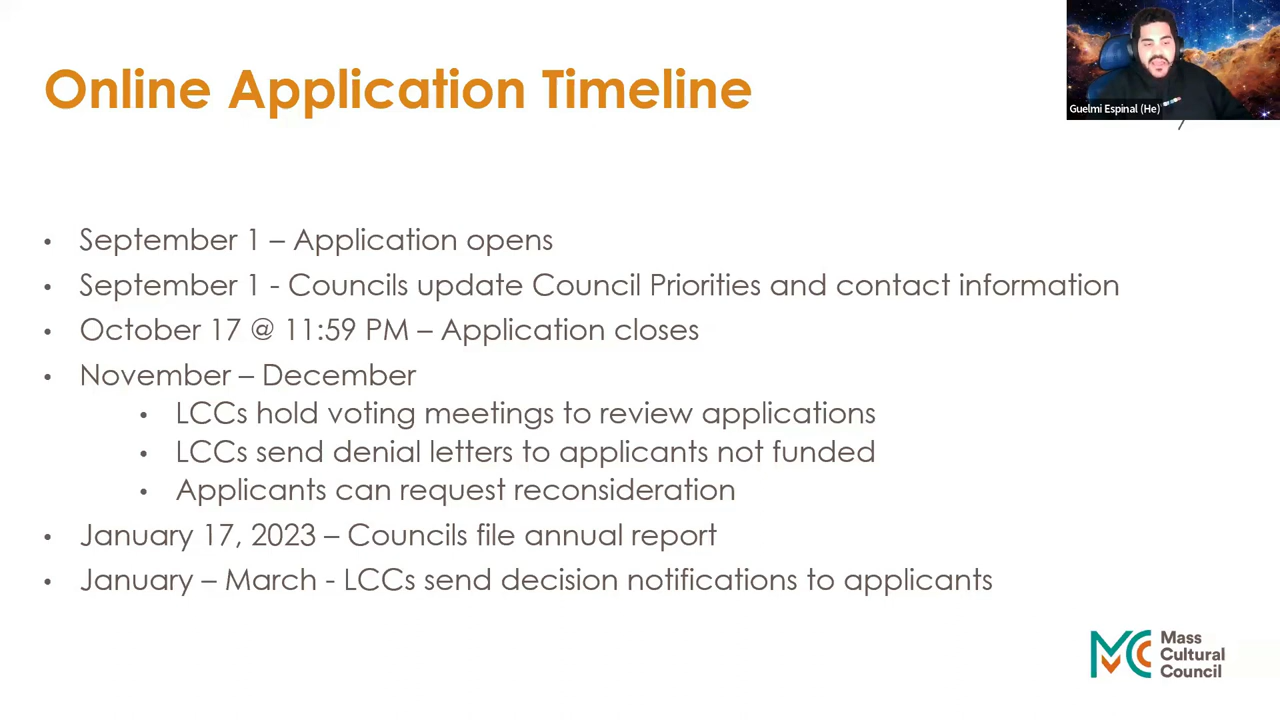 Online Application Timeline
Guelmi Espinal (He)
• September 1 – Application opens
• September 1 - Councils update Council Priorities and contact information
• October 17 @ 11:59 PM – Application closes
• November – December
• LCCs hold voting meetings to review applications
• LCCs send denial letters to applicants not funded
• Applicants can request reconsideration
• January 17, 2023 – Councils file annual report
• January – March - LCCs send decision notifications to applicants
MCC
Mass
Cultural
Council